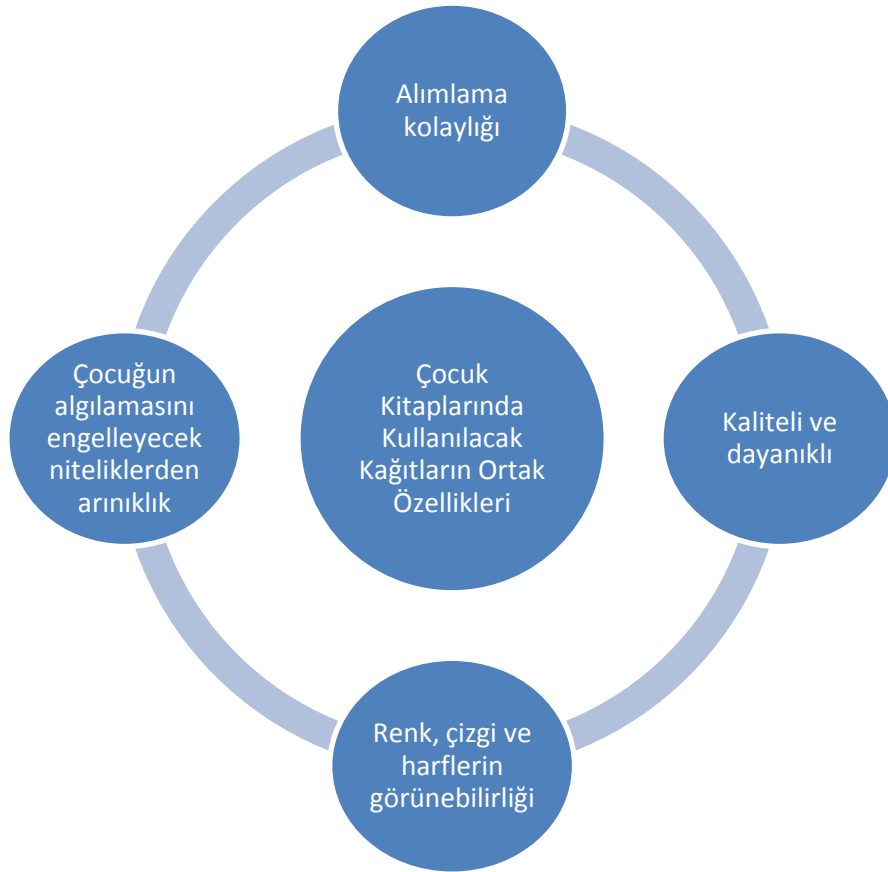 Alımlama
kolaylığı
Çocuğun
algılamasını
engelleyecek
niteliklerden
arınıklık
Çocuk
Kitaplarında
Kullanılacak
Kağıtların Ortak
Özellikleri
Kaliteli ve
dayanıklı
Renk, çizgi ve
harflerin
görünebilirliği